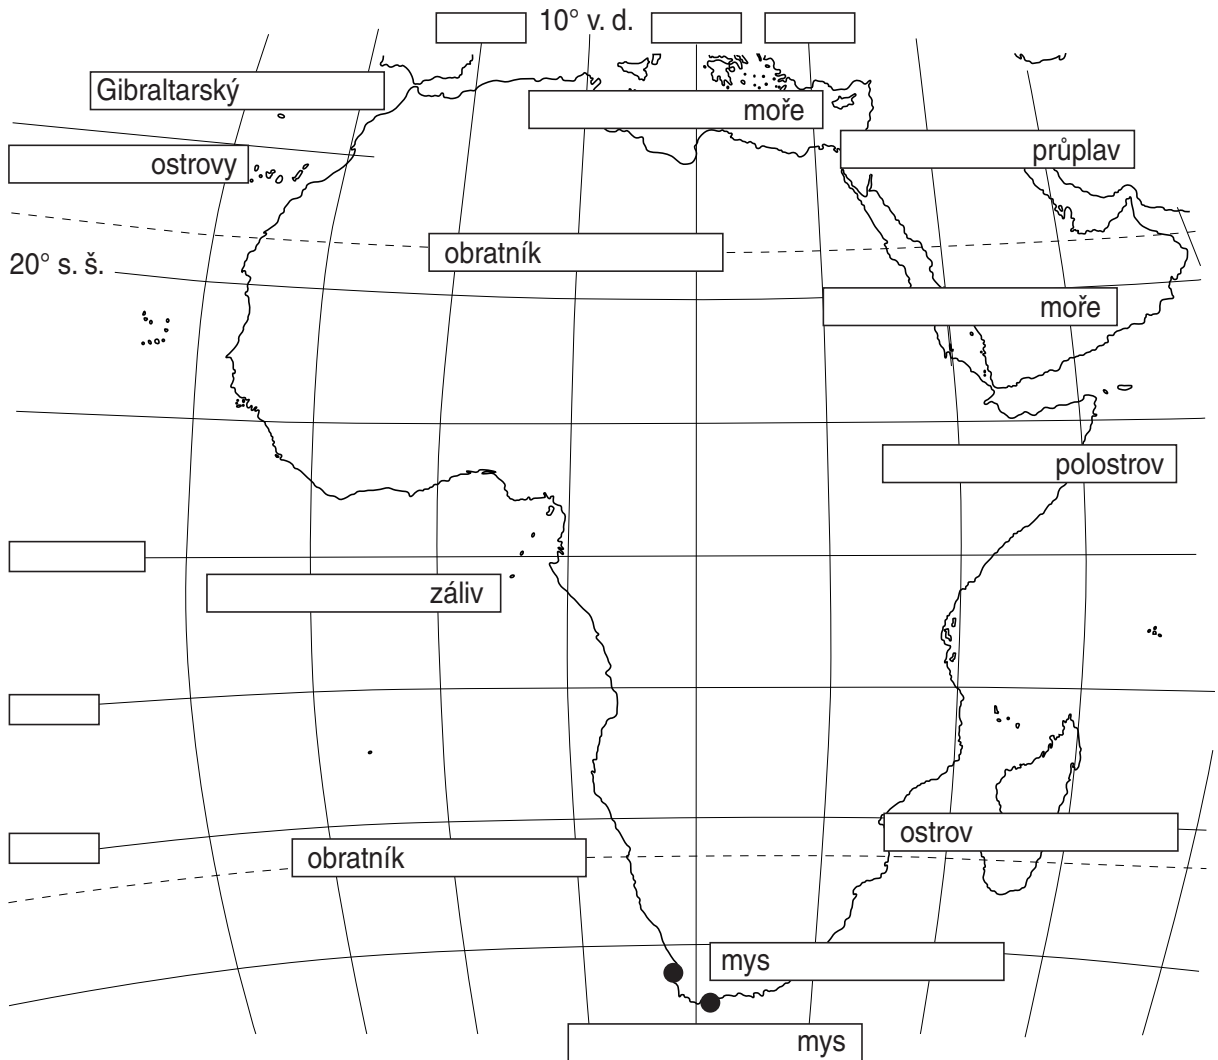 10° v. d.
Gibraltarský
moře
ostrovy
průplav
obratník
20° s. š.
moře
polostrov
záliv
ostrov
obratník
mys
mys